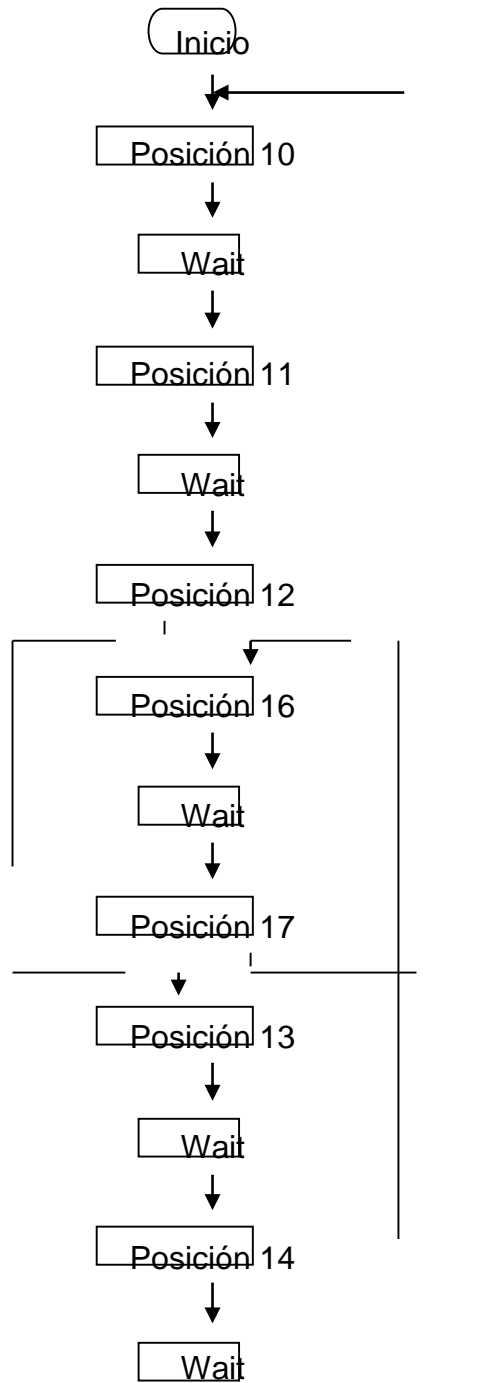 Inicio
Posición 10
Wait
Posición 11
Wait
Posición 12
Posición 16
Wait
Posición 17
Posición 13
Wait
Posición 14
Wait